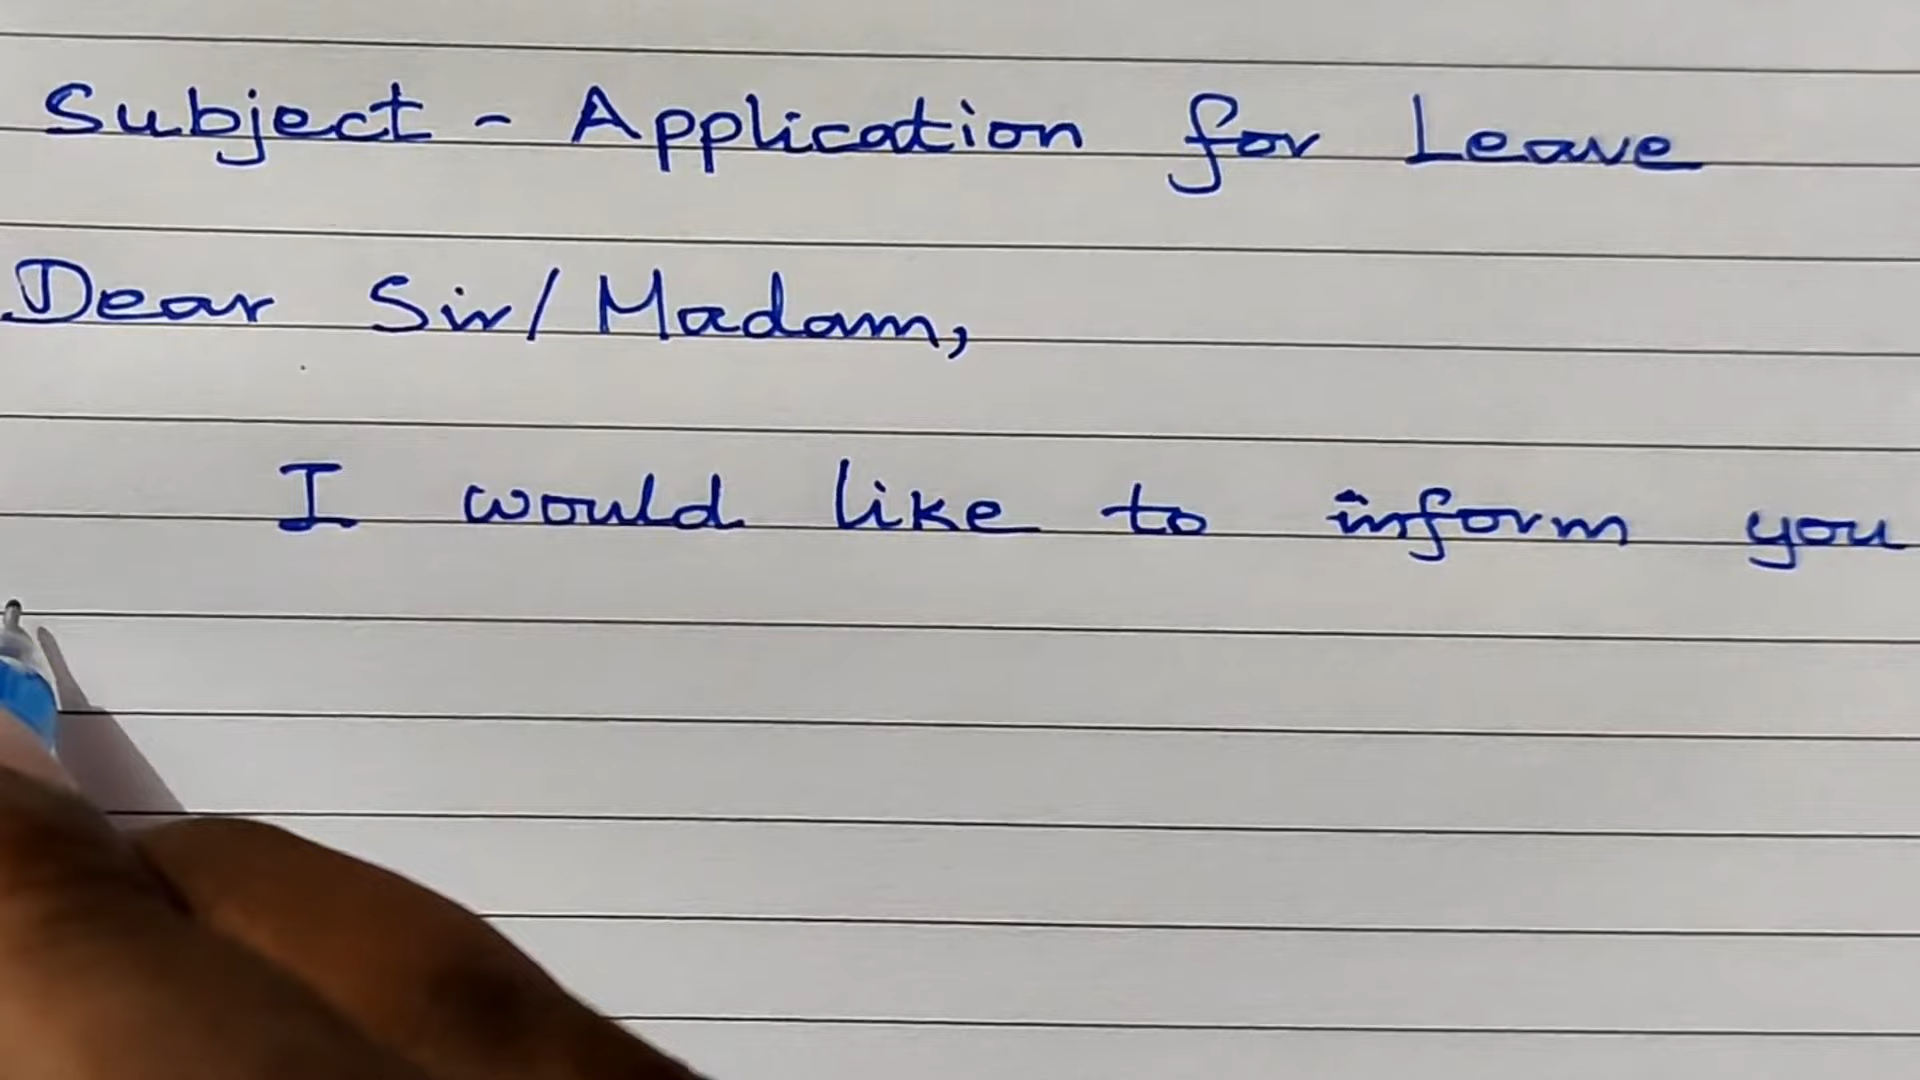 Subject - Application for Leave
Dear Sir/Madam,
I would like to inform you